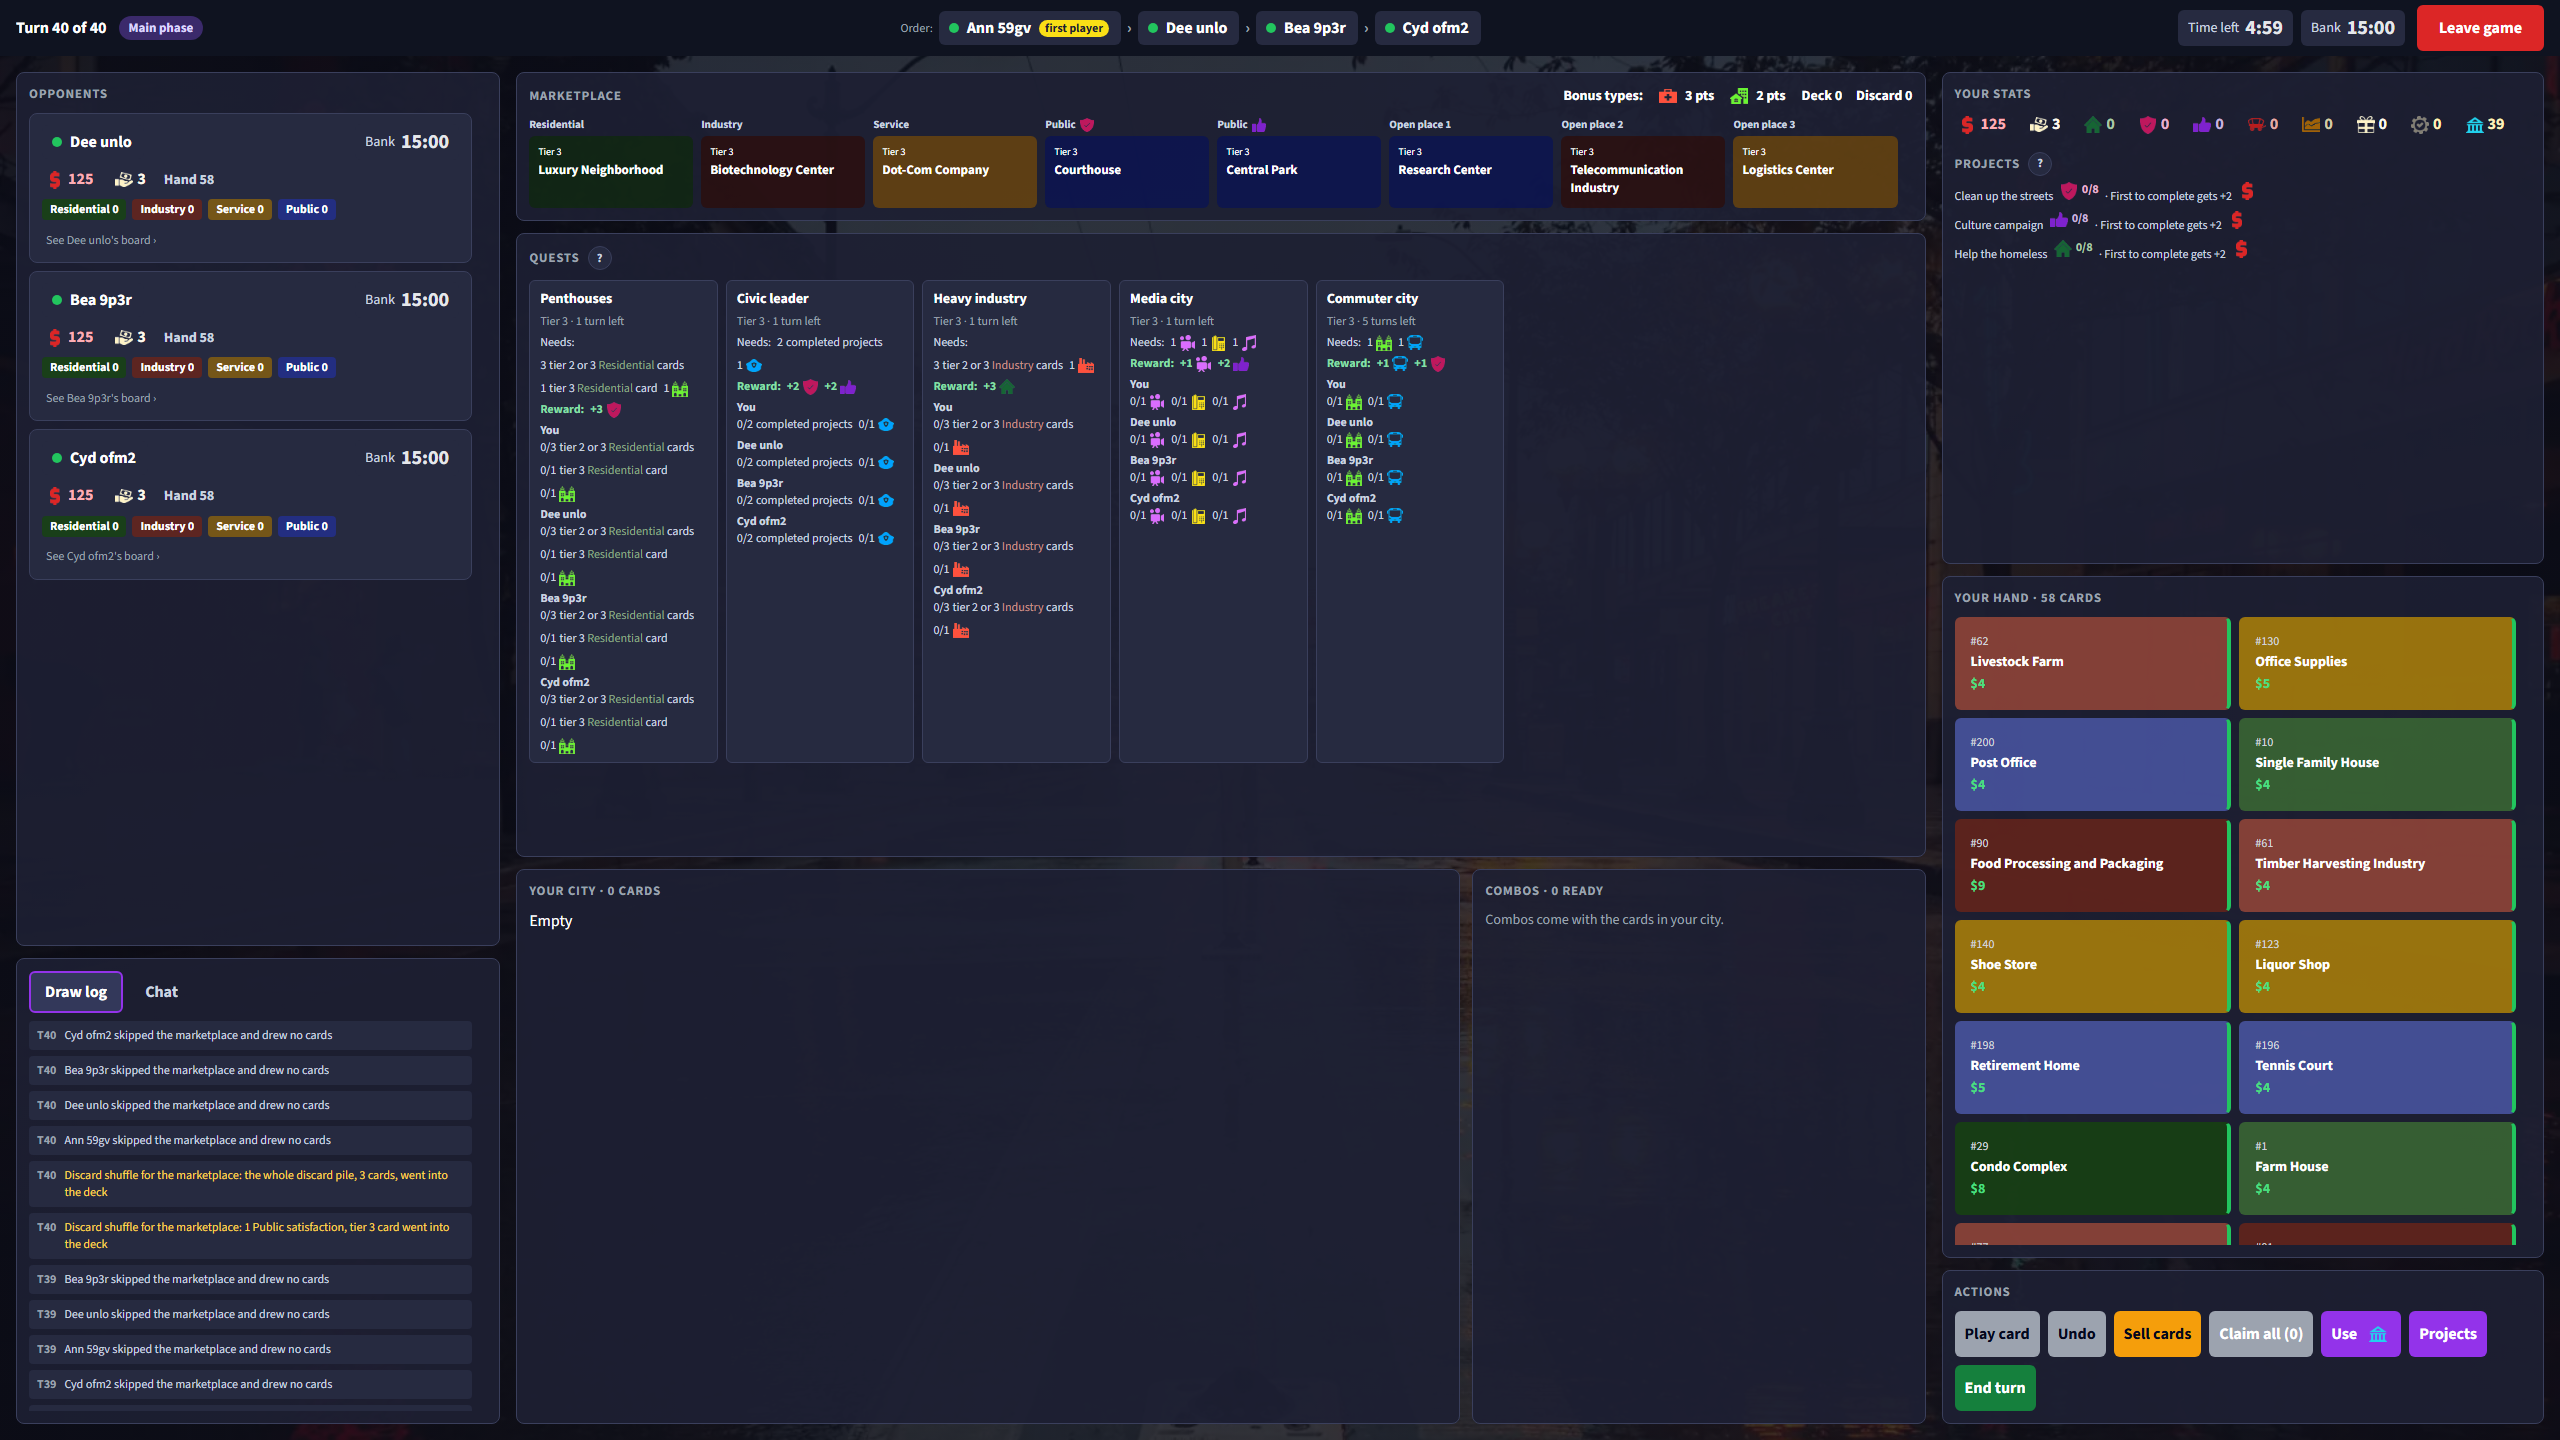 Turn 40 of 40 Main phase
Order: Ann 59gv first player › Dee unlo › Bea 9p3r › Cyd ofm2
Time left 4:59 Bank 15:00 Leave game
OPPONENTS
Dee unlo Bank 15:00
125 3 Hand 58
Residential 0 Industry 0 Service 0 Public 0
See Dee unlo's board ›
Bea 9p3r Bank 15:00
125 3 Hand 58
Residential 0 Industry 0 Service 0 Public 0
See Bea 9p3r's board ›
Cyd ofm2 Bank 15:00
125 3 Hand 58
Residential 0 Industry 0 Service 0 Public 0
See Cyd ofm2's board ›
Draw log Chat
T40 Cyd ofm2 skipped the marketplace and drew no cards
T40 Bea 9p3r skipped the marketplace and drew no cards
T40 Dee unlo skipped the marketplace and drew no cards
T40 Ann 59gv skipped the marketplace and drew no cards
T40 Discard shuffle for the marketplace: the whole discard pile, 3 cards, went into
the deck
T40 Discard shuffle for the marketplace: 1 Public satisfaction, tier 3 card went into
the deck
T39 Bea 9p3r skipped the marketplace and drew no cards
T39 Dee unlo skipped the marketplace and drew no cards
T39 Ann 59gv skipped the marketplace and drew no cards
T39 Cyd ofm2 skipped the marketplace and drew no cards
MARKETPLACE
Bonus types: 3 pts 2 pts Deck 0 Discard 0
Residential Industry Service Public Public Open place 1 Open place 2 Open place 3
Tier 3 Tier 3 Tier 3 Tier 3 Tier 3 Tier 3 Tier 3 Tier 3
Luxury Neighborhood Biotechnology Center Dot-Com Company Courthouse Central Park Research Center Telecommunication Logistics Center
Industry
QUESTS ?
Penthouses
Tier 3 · 1 turn left
Needs:
3 tier 2 or 3 Residential cards
1 tier 3 Residential card 1
Reward: +3
You
0/3 tier 2 or 3 Residential cards
0/1 tier 3 Residential card
0/1
Dee unlo
0/3 tier 2 or 3 Residential cards
0/1 tier 3 Residential card
0/1
Bea 9p3r
0/3 tier 2 or 3 Residential cards
0/1 tier 3 Residential card
0/1
Cyd ofm2
0/3 tier 2 or 3 Residential cards
0/1 tier 3 Residential card
0/1
Civic leader
Tier 3 · 1 turn left
Needs: 2 completed projects
1
Reward: +2 +2
You
0/2 completed projects 0/1
Dee unlo
0/2 completed projects 0/1
Bea 9p3r
0/2 completed projects 0/1
Cyd ofm2
0/2 completed projects 0/1
Heavy industry
Tier 3 · 1 turn left
Needs:
3 tier 2 or 3 Industry cards 1
Reward: +3
You
0/3 tier 2 or 3 Industry cards
0/1
Dee unlo
0/3 tier 2 or 3 Industry cards
0/1
Bea 9p3r
0/3 tier 2 or 3 Industry cards
0/1
Cyd ofm2
0/3 tier 2 or 3 Industry cards
0/1
Media city
Tier 3 · 1 turn left
Needs: 1 1 1
Reward: +1 +2
You
0/1 0/1 0/1
Dee unlo
0/1 0/1 0/1
Bea 9p3r
0/1 0/1 0/1
Cyd ofm2
0/1 0/1 0/1
Commuter city
Tier 3 · 5 turns left
Needs: 1 1
Reward: +1 +1
You
0/1 0/1
Dee unlo
0/1 0/1
Bea 9p3r
0/1 0/1
Cyd ofm2
0/1 0/1
YOUR CITY · 0 CARDS
Empty
COMBOS · 0 READY
Combos come with the cards in your city.
YOUR STATS
125 3 0 0 0 0 0 0 0 39
PROJECTS ?
Clean up the streets 0/8 · First to complete gets +2
Culture campaign 0/8 · First to complete gets +2
Help the homeless 0/8 · First to complete gets +2
YOUR HAND · 58 CARDS
#62 #130
Livestock Farm Office Supplies
$4 $5
#200 #10
Post Office Single Family House
$4 $4
#90 #61
Food Processing and Packaging Timber Harvesting Industry
$9 $4
#140 #123
Shoe Store Liquor Shop
$4 $4
#198 #196
Retirement Home Tennis Court
$5 $4
#29 #1
Condo Complex Farm House
$8 $4
ACTIONS
Play card Undo Sell cards Claim all (0) Use Projects
End turn